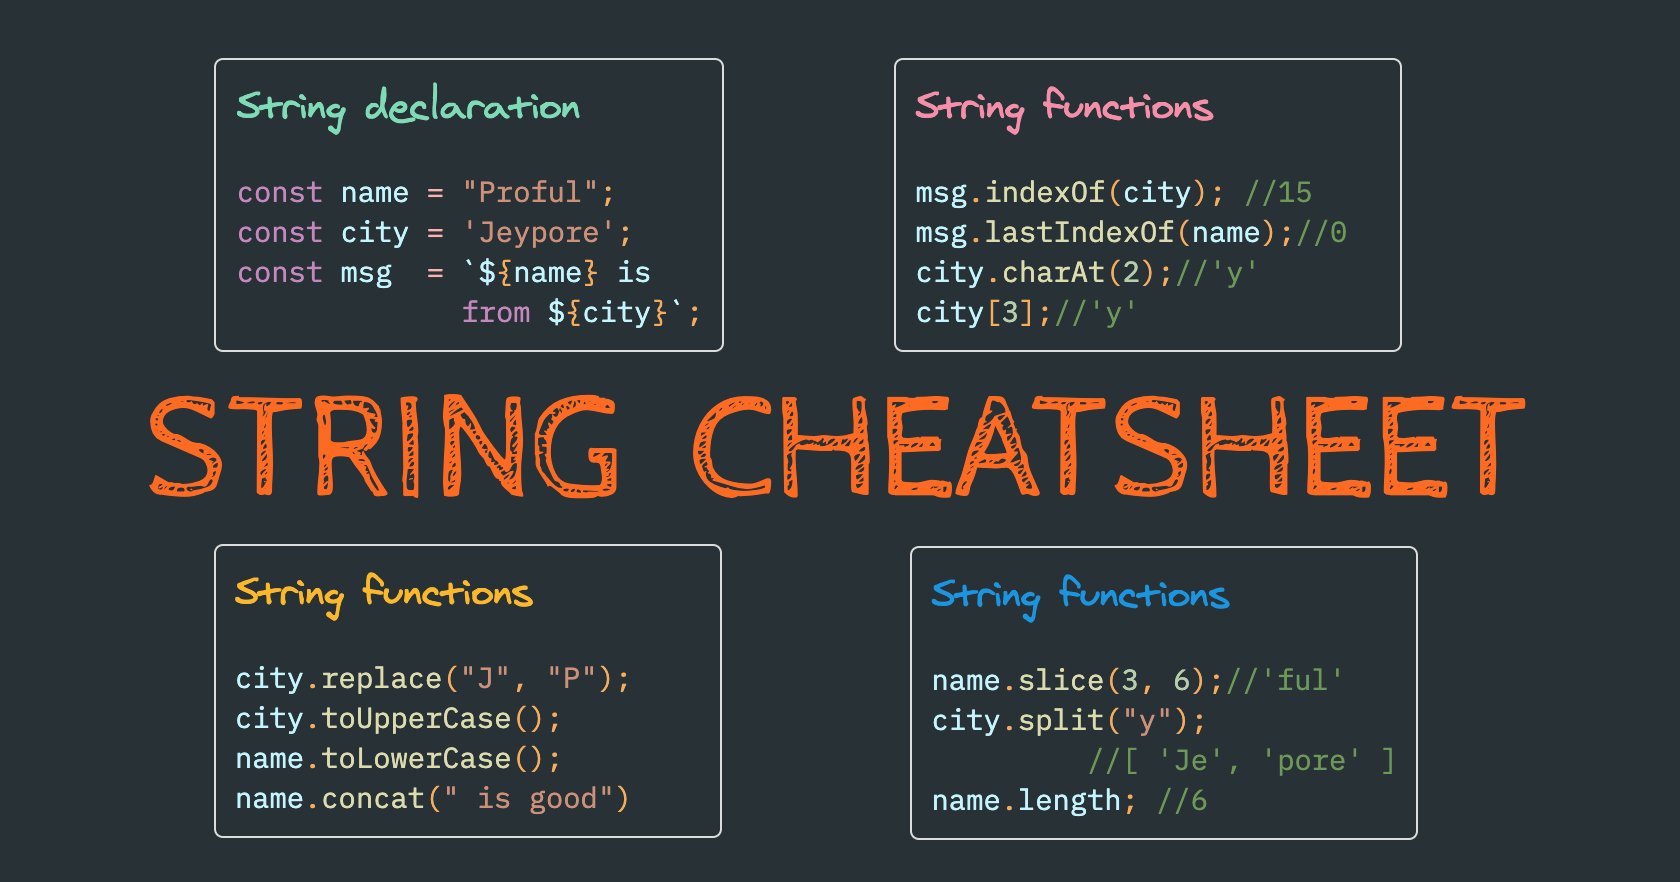 String declaration
const name = "Proful";
const city = 'Jeypore';
const msg  = `${name} is
from ${city}`;
String functions
msg.indexOf(city); //15
msg.lastIndexOf(name);//0
city.charAt(2);//'y'
city[3];//'y'
STRING CHEATSHEET
String functions
city.replace("J", "P");
city.toUpperCase();
name.toLowerCase();
name.concat(" is good")
String functions
name.slice(3, 6);//'ful'
city.split("y");
//[ 'Je', 'pore' ]
name.length; //6